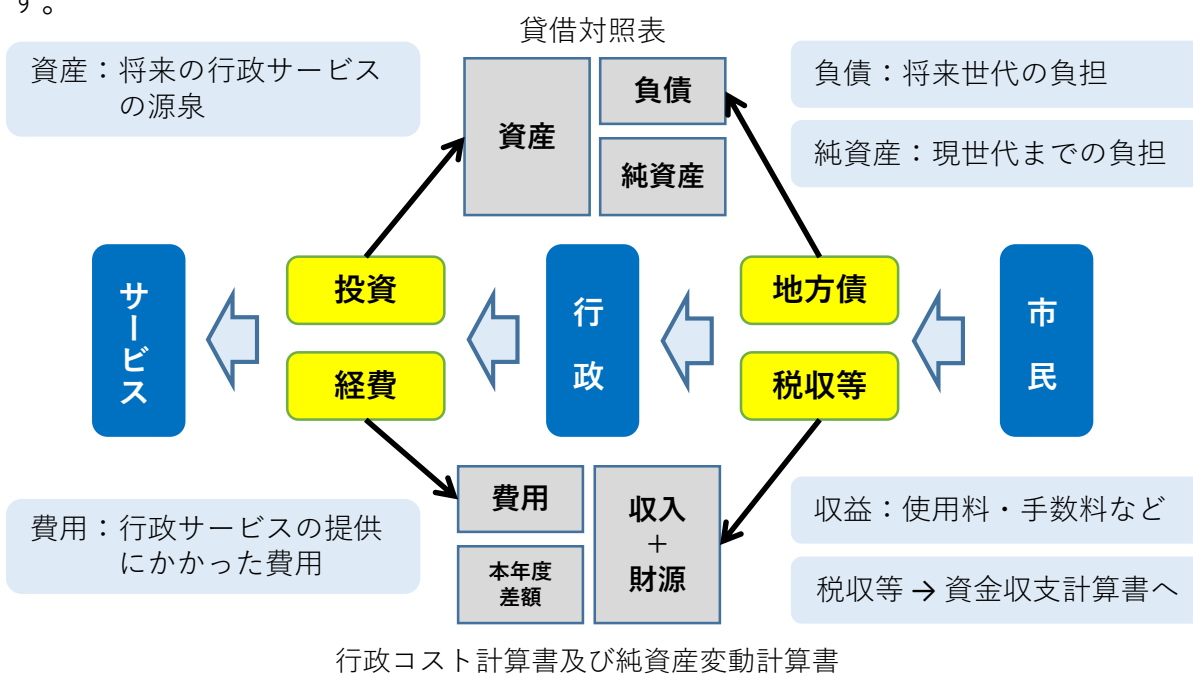 す。
貸借対照表
資産：将来の行政サービス
の源泉
資産
負債
純資産
負債：将来世代の負担
純資産：現世代までの負担
サービス
投資
経費
行政
地方債
税収等
市民
費用：行政サービスの提供
にかかった費用
費用
本年度
差額
収入
+
財源
収益：使用料・手数料など
税収等 → 資金収支計算書へ
行政コスト計算書及び純資産変動計算書